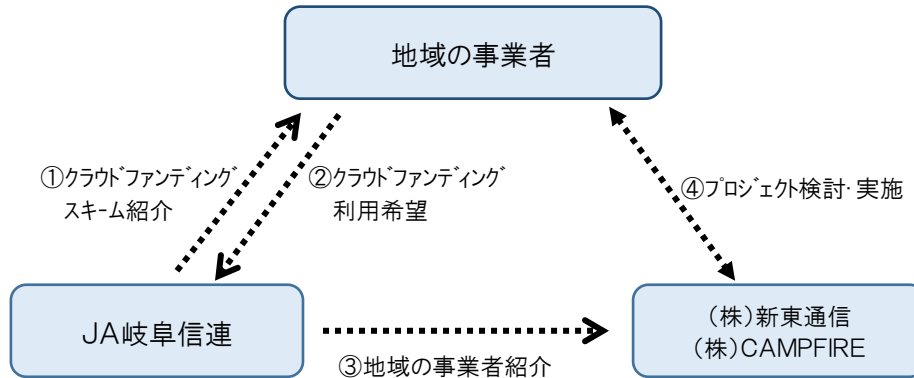 地域の事業者
①クラウドファンディング
スキーム紹介
②クラウドファンディング
利用希望
④プロジェクト検討・実施
JA岐阜信連
(株)新東通信
(株)CAMPFIRE
③地域の事業者紹介